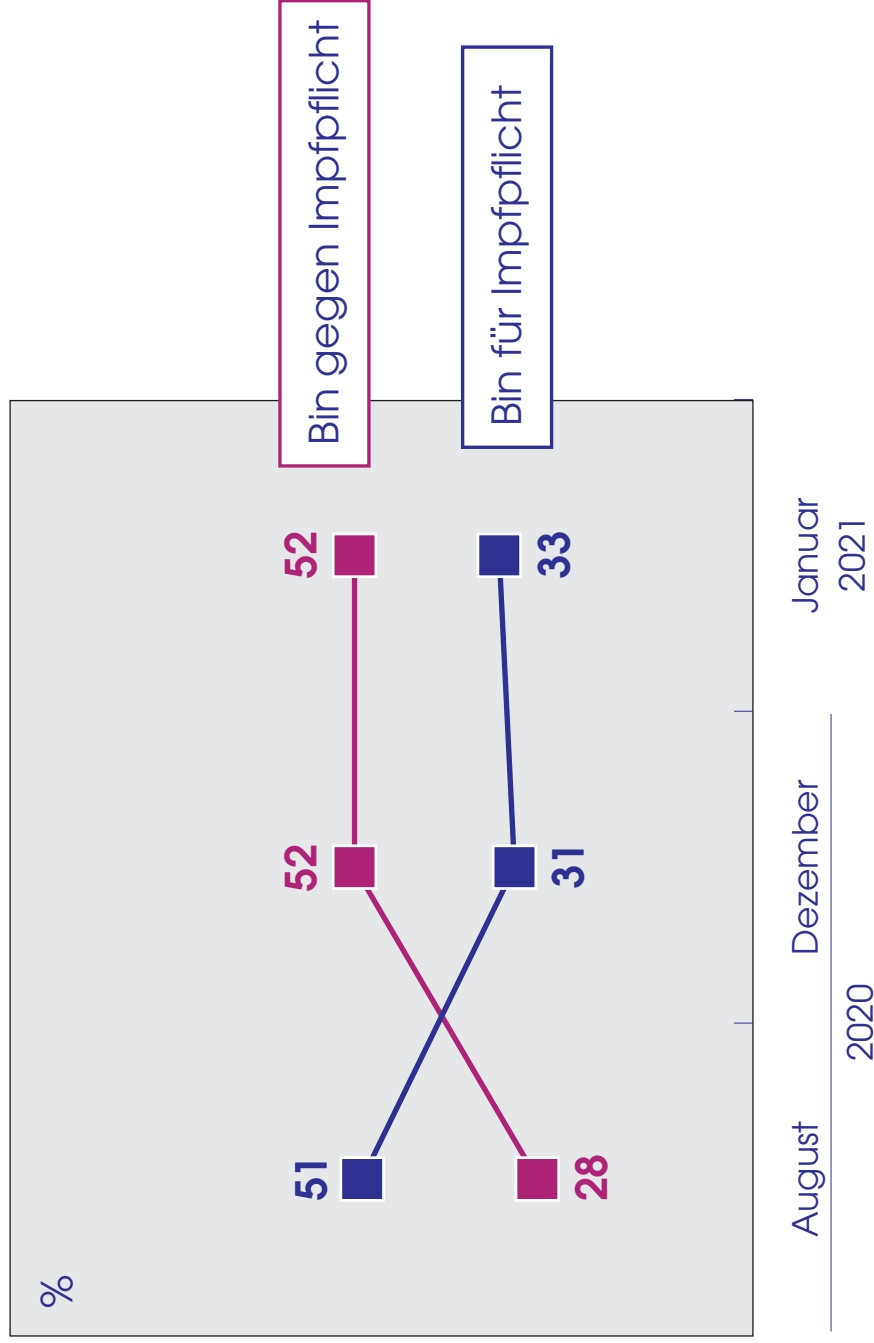 %
Bin gegen Impfpflicht
Bin für Impfpflicht
51
52
52
28
31
33
August
Dezember
Januar
2020
2021